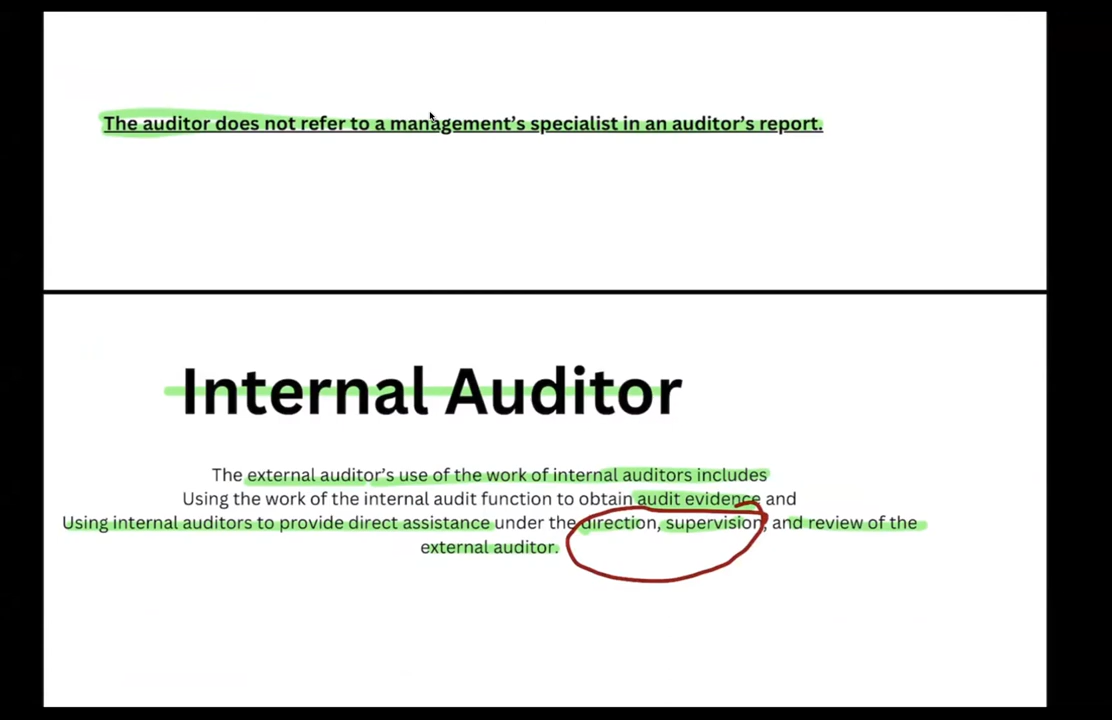 The auditor does not refer to a management's specialist in an auditor's report.
Internal Auditor
The external auditor's use of the work of internal auditors includes
Using the work of the internal audit function to obtain audit evidence and
Using internal auditors to provide direct assistance under the direction, supervision, and review of the
external auditor.